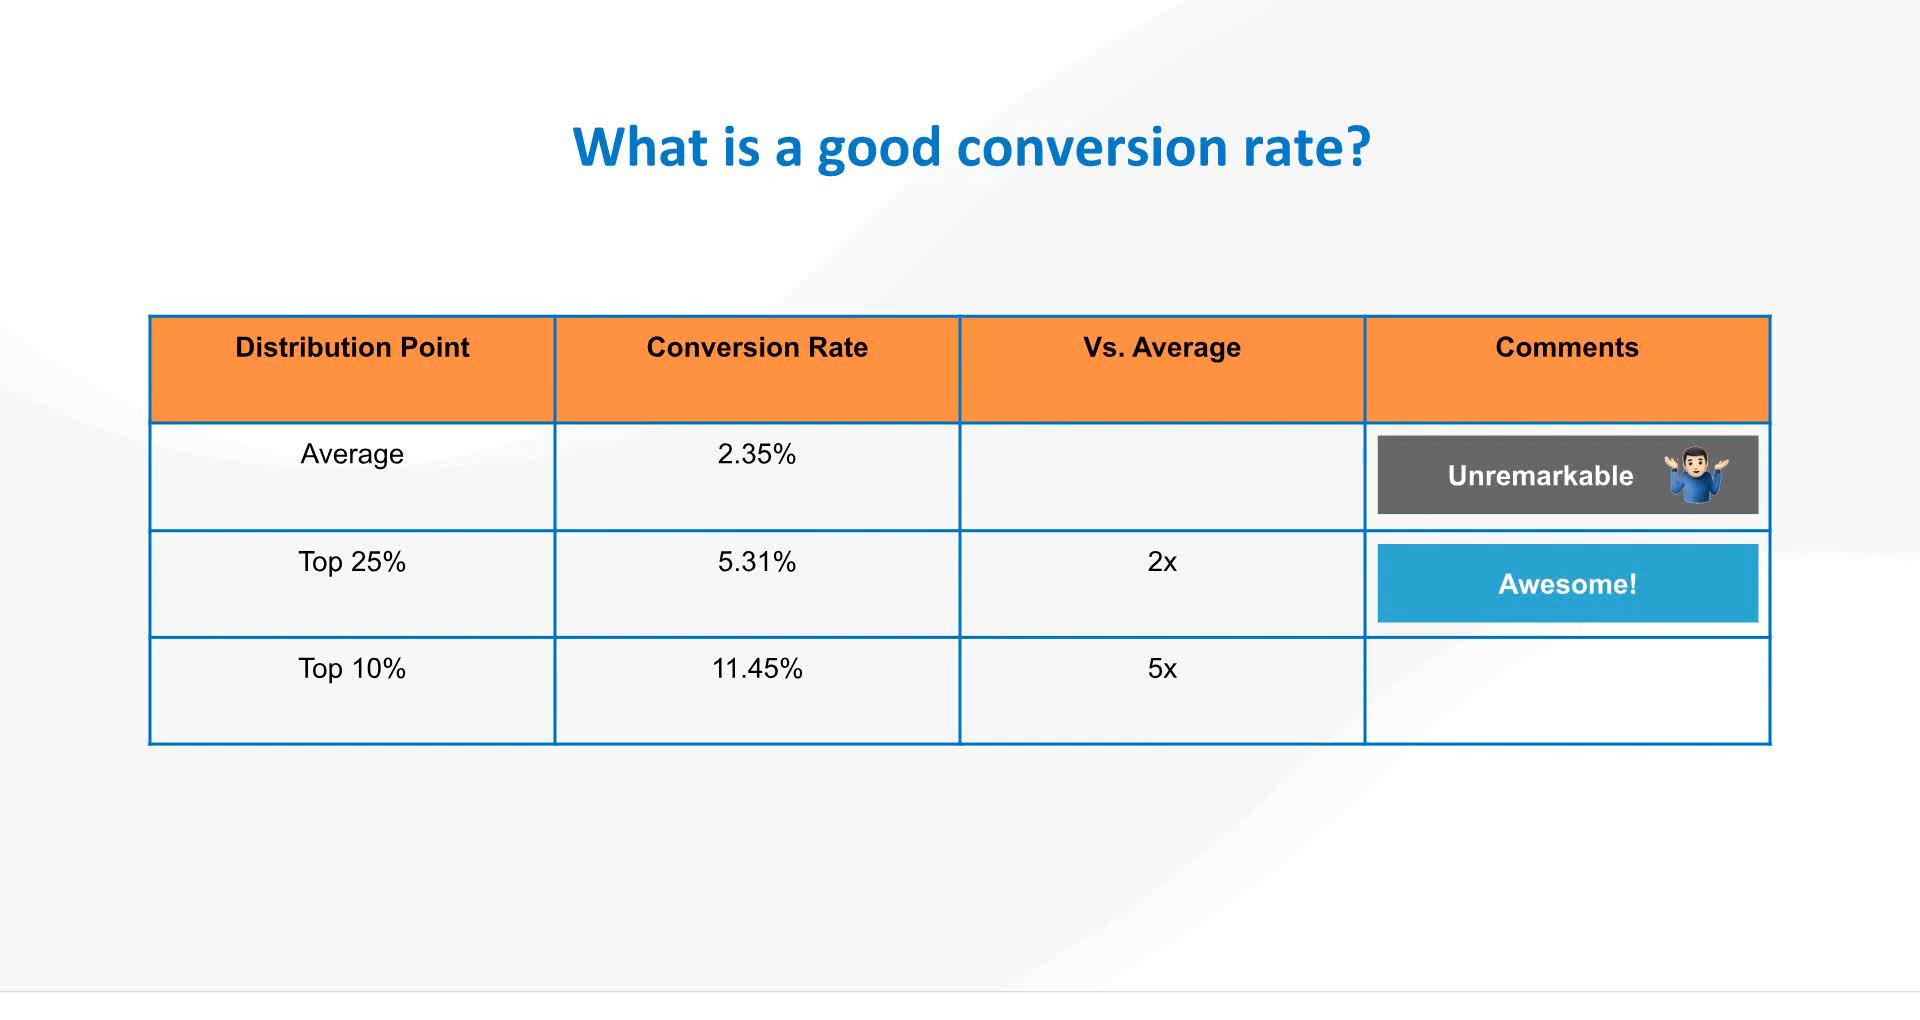 What is a good conversion rate?
Distribution Point Conversion Rate Vs. Average Comments
Average 2.35% Unremarkable
Top 25% 5.31% 2x Awesome!
Top 10% 11.45% 5x